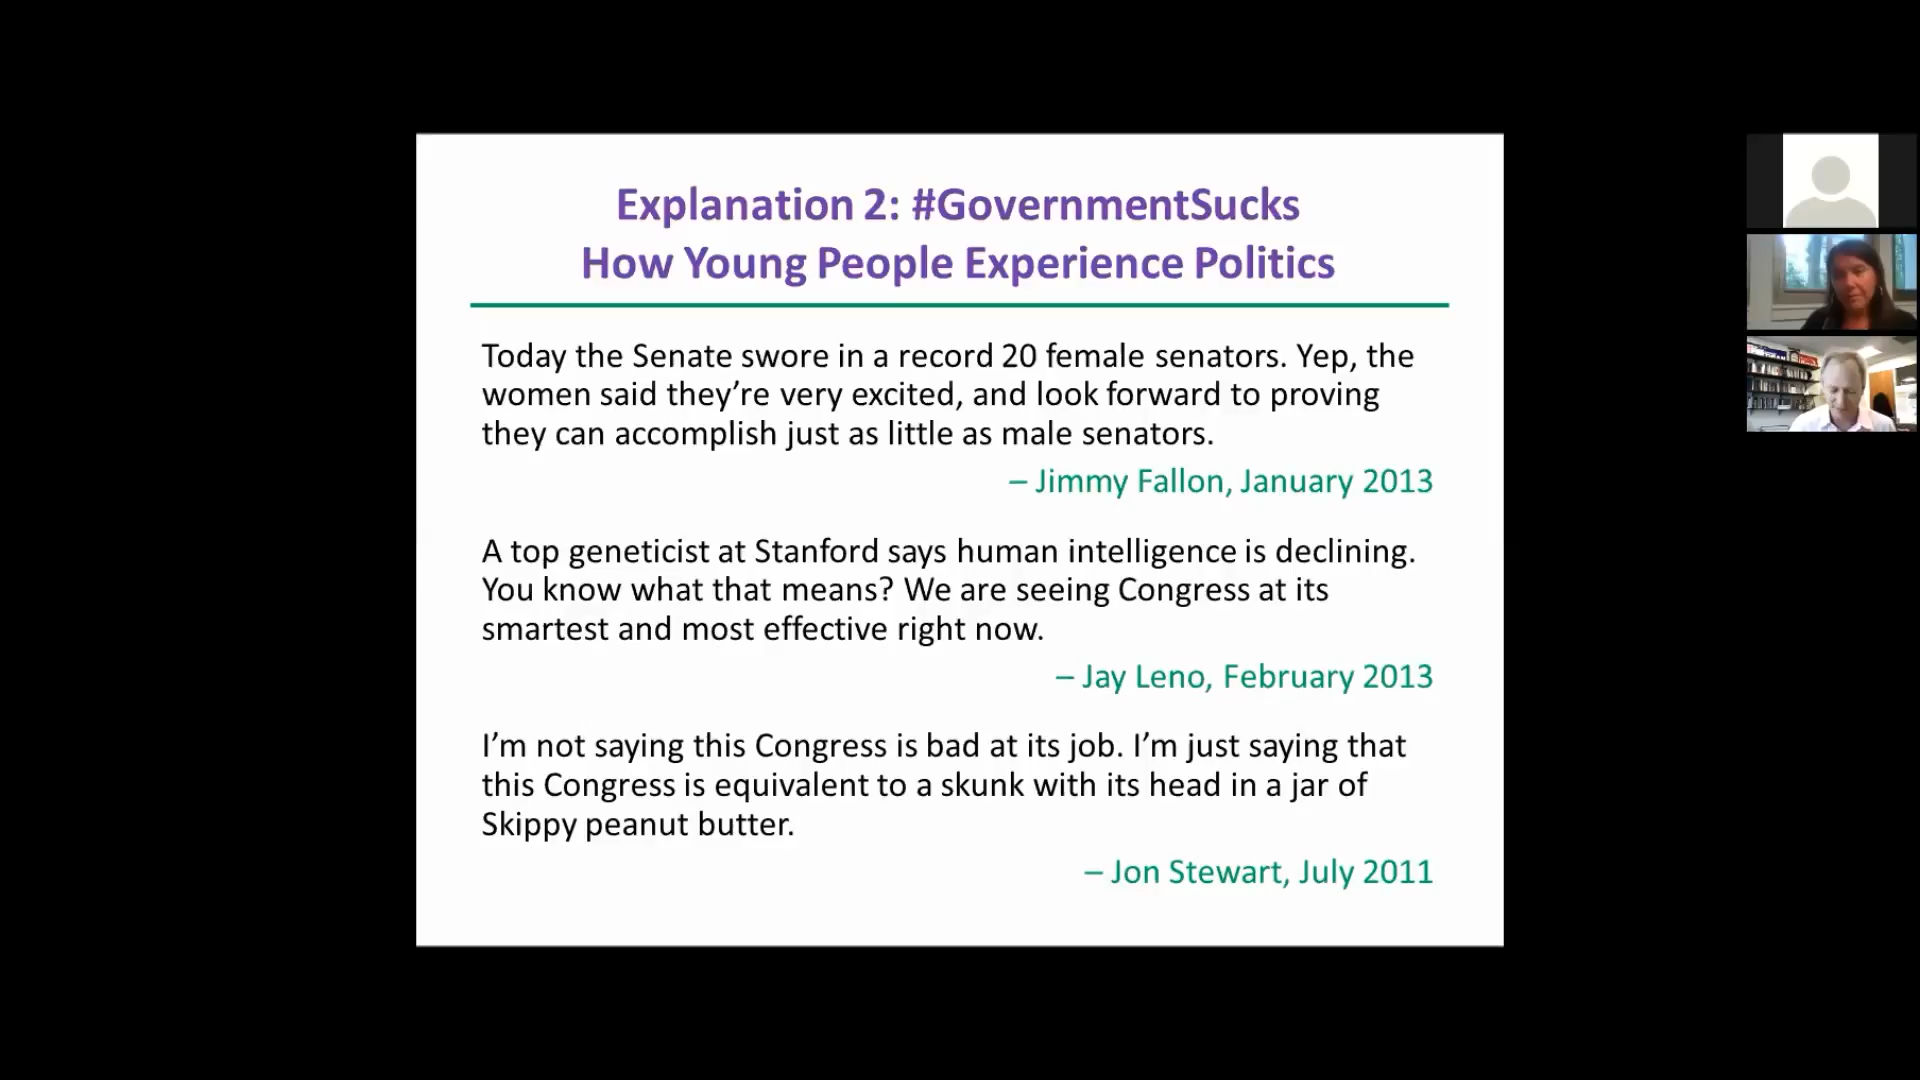 Explanation 2: #GovernmentSucks
How Young People Experience Politics
Today the Senate swore in a record 20 female senators. Yep, the
women said they’re very excited, and look forward to proving
they can accomplish just as little as male senators.
– Jimmy Fallon, January 2013
A top geneticist at Stanford says human intelligence is declining.
You know what that means? We are seeing Congress at its
smartest and most effective right now.
– Jay Leno, February 2013
I’m not saying this Congress is bad at its job. I’m just saying that
this Congress is equivalent to a skunk with its head in a jar of
Skippy peanut butter.
– Jon Stewart, July 2011